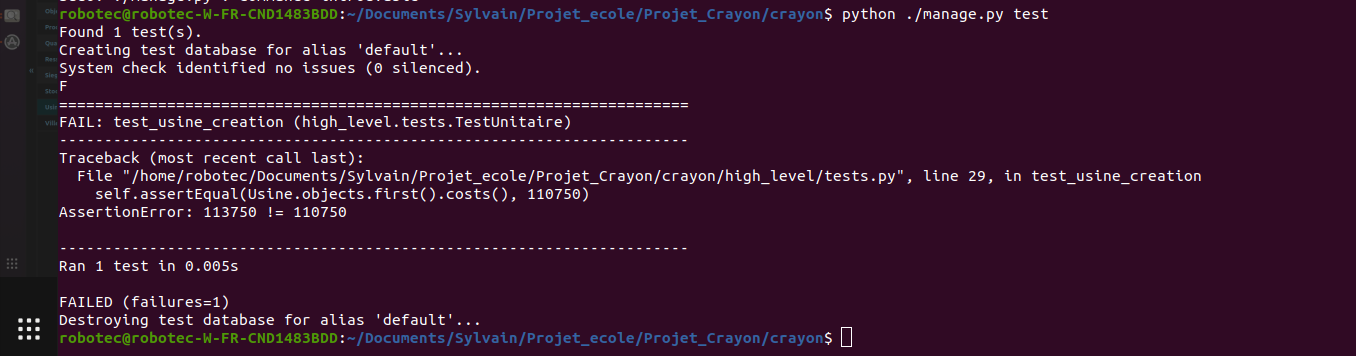 robotec@robotec-W-FR-CND1483BDD:~/Documents/Sylvain/Projet_ecole/Projet_Crayon/crayon$ python ./manage.py test
Found 1 test(s).
Creating test database for alias 'default'...
System check identified no issues (0 silenced).
F
======================================================================
FAIL: test_usine_creation (high_level.tests.TestUnitaire)
----------------------------------------------------------------------
Traceback (most recent call last):
  File "/home/robotec/Documents/Sylvain/Projet_ecole/Projet_Crayon/crayon/high_level/tests.py", line 29, in test_usine_creation
    self.assertEqual(Usine.objects.first().costs(), 110750)
AssertionError: 113750 != 110750

----------------------------------------------------------------------
Ran 1 test in 0.005s

FAILED (failures=1)
Destroying test database for alias 'default'...
robotec@robotec-W-FR-CND1483BDD:~/Documents/Sylvain/Projet_ecole/Projet_Crayon/crayon$